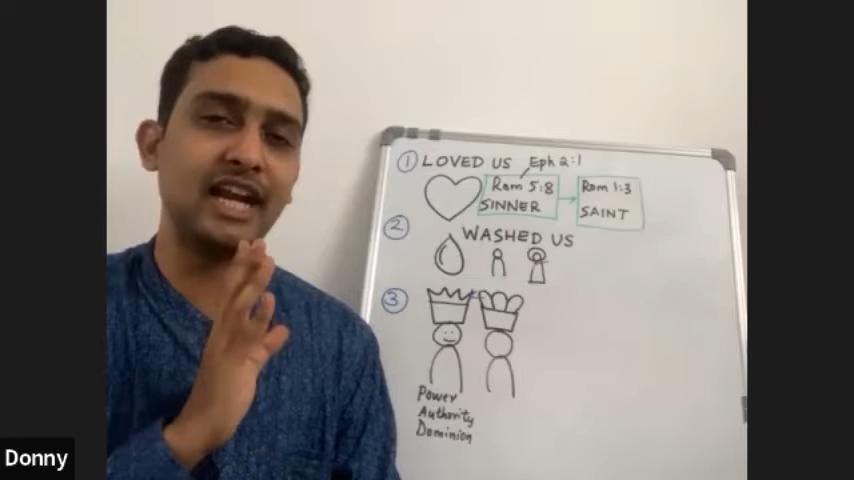 ① LOVED US Eph 2:1
Rom 5:8
SINNER
Rom 1:3
SAINT
② WASHED US
③
Power
Authority
Dominion
Donny